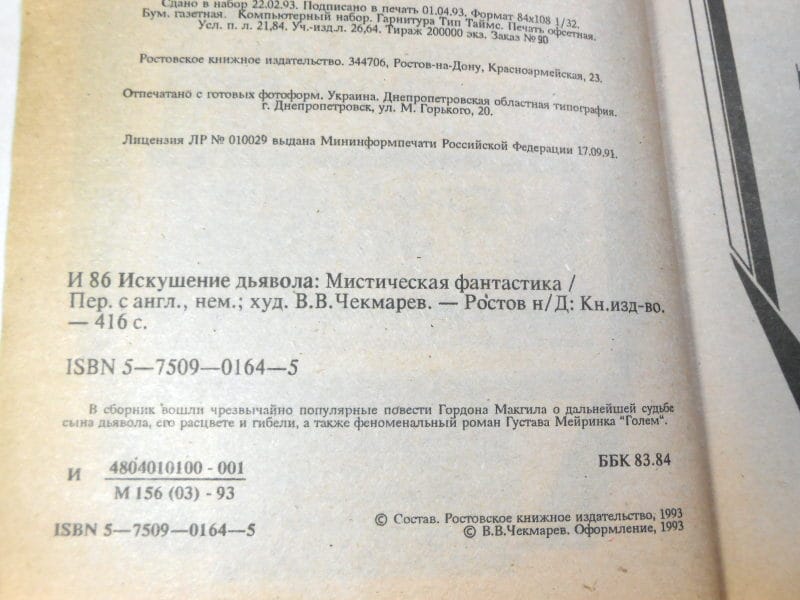 Сдано в набор 22.02.93. Подписано в печать 01.04.93. Формат 84х108 1/32.
Бум. газетная. Компьютерный набор. Гарнитура Тип Таймс. Печать офсетная.
Усл. п. л. 21,84. Уч.-изд.л. 26,64. Тираж 200000 экз. Заказ №90
Ростовское книжное издательство. 344706, Ростов-на-Дону, Красноармейская, 23.
Отпечатано с готовых фотоформ. Украина. Днепропетровская областная типография.
г. Днепропетровск, ул. М. Горького, 20.
Лицензия ЛР № 010029 выдана Мининформпечати Российской Федерации 17.09.91.
И 86 Искушение дьявола: Мистическая фантастика /
Пер. с англ., нем.; худ. В.В.Чекмарев. — Ростов н/Д: Кн.изд-во.
— 416 с.
ISBN 5—7509—0164—5
В сборник вошли чрезвычайно популярные повести Гордона Макгила о дальнейшей судьбе
сына дьявола, его расцвете и гибели, а также феноменальный роман Густава Мейринка "Голем".
И 4804010100 - 001
М 156 (03) - 93
ББК 83.84
ISBN 5—7509—0164—5
© Состав. Ростовское книжное издательство, 1993
© В.В.Чекмарев. Оформление, 1993